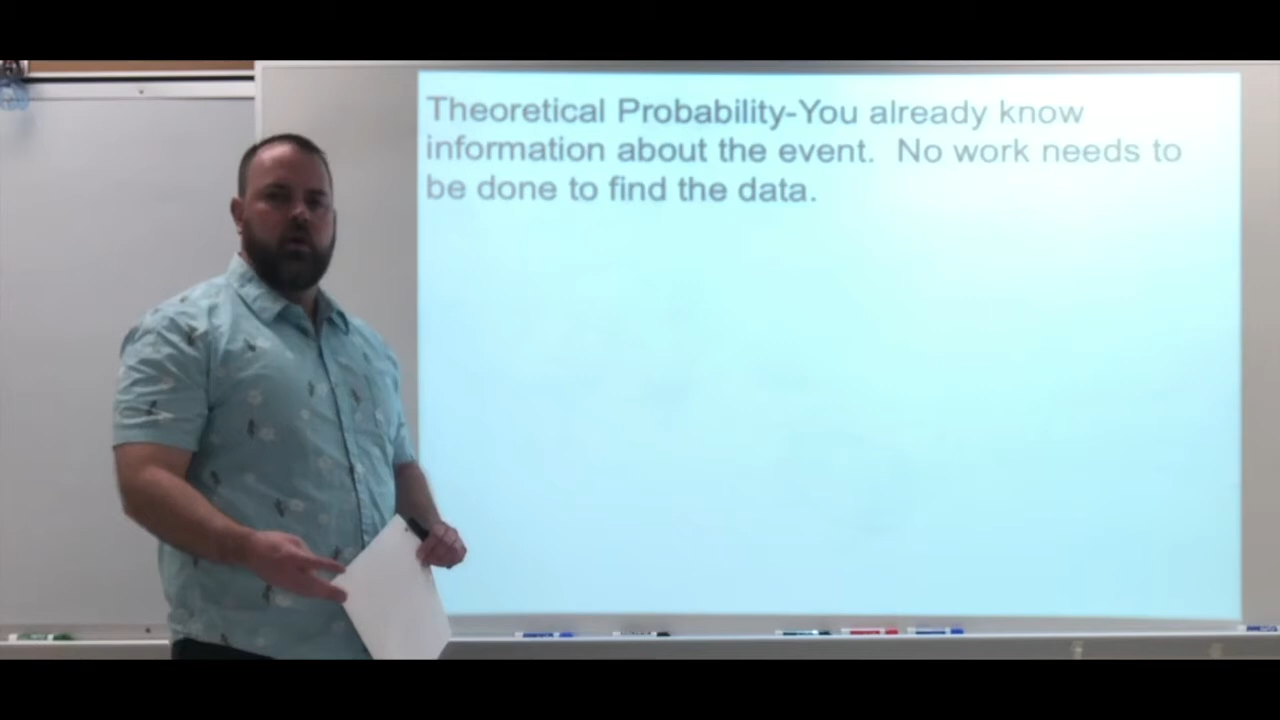 Theoretical Probability-You already know
information about the event.  No work needs to
be done to find the data.